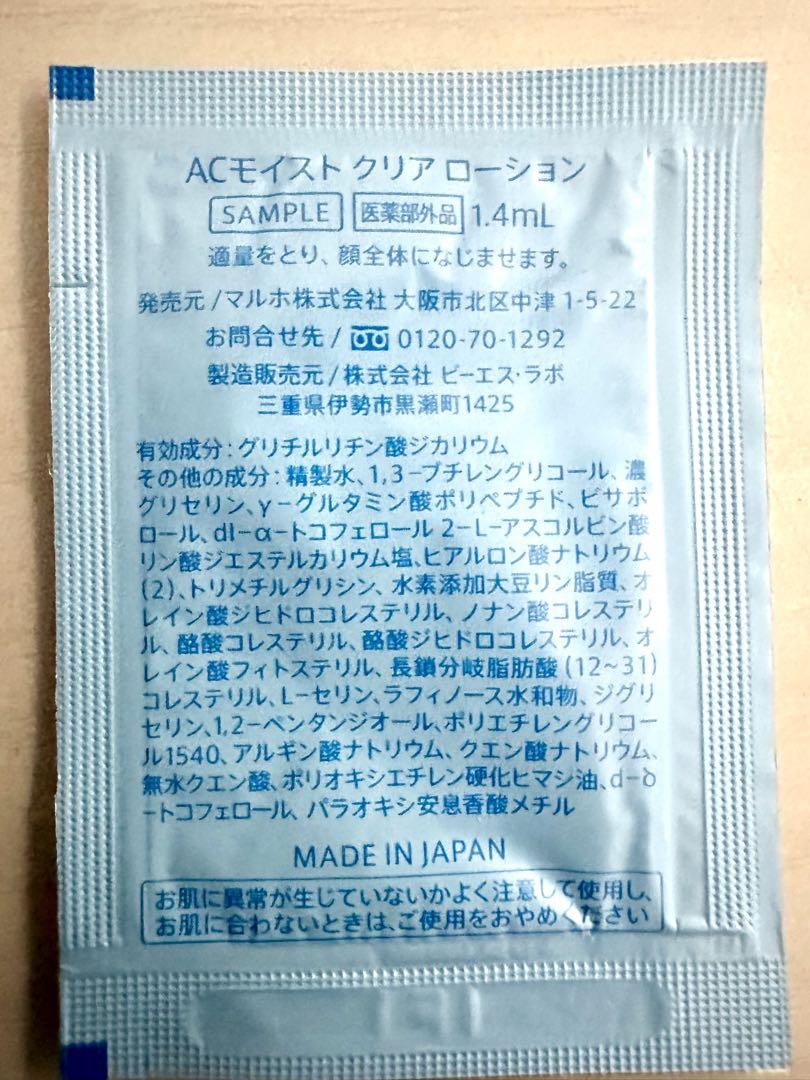 ACモイスト クリア ローション
SAMPLE 医薬部外品 1.4mL
適量をとり、顔全体になじませます。
発売元/マルホ株式会社 大阪市北区中津1-5-22
お問合せ先/ 0120-70-1292
製造販売元/株式会社 ビーエス・ラボ
三重県伊勢市黒瀬町1425
有効成分:グリチルリチン酸ジカリウム
その他の成分:精製水、1,3-ブチレングリコール、濃
グリセリン、γ-グルタミン酸ポリペプチド、ビサボ
ロール、dl-α-トコフェロール 2-L-アスコルビン酸
リン酸ジエステルカリウム塩、ヒアルロン酸ナトリウム
(2)、トリメチルグリシン、水素添加大豆リン脂質、オ
レイン酸ジヒドロコレステリル、ノナン酸コレステリ
ル、酪酸コレステリル、酪酸ジヒドロコレステリル、オ
レイン酸フィトステリル、長鎖分岐脂肪酸(12~31)
コレステリル、L-セリン、ラフィノース水和物、ジグリ
セリン、1,2-ペンタンジオール、ポリエチレングリコー
ル1540、アルギン酸ナトリウム、クエン酸ナトリウム、
無水クエン酸、ポリオキシエチレン硬化ヒマシ油、d-δ
-トコフェロール、パラオキシ安息香酸メチル
MADE IN JAPAN
お肌に異常が生じていないかよく注意して使用し、
お肌に合わないときは、ご使用をおやめください